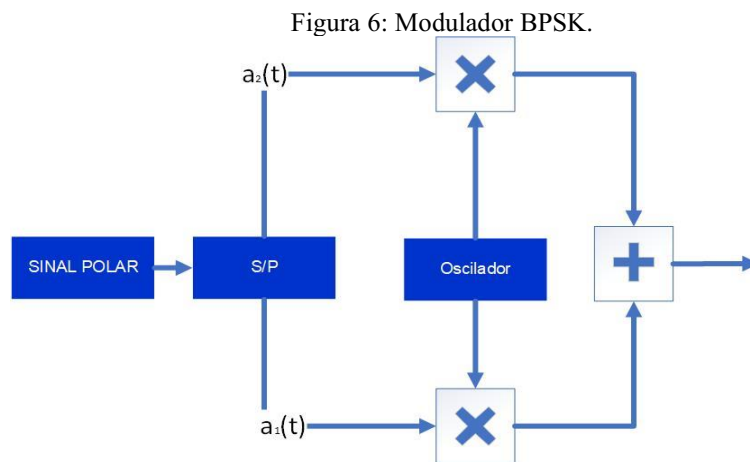 Figura 6: Modulador BPSK.
a₂(t)
SINAL POLAR
S/P
Oscilador
a₁(t)